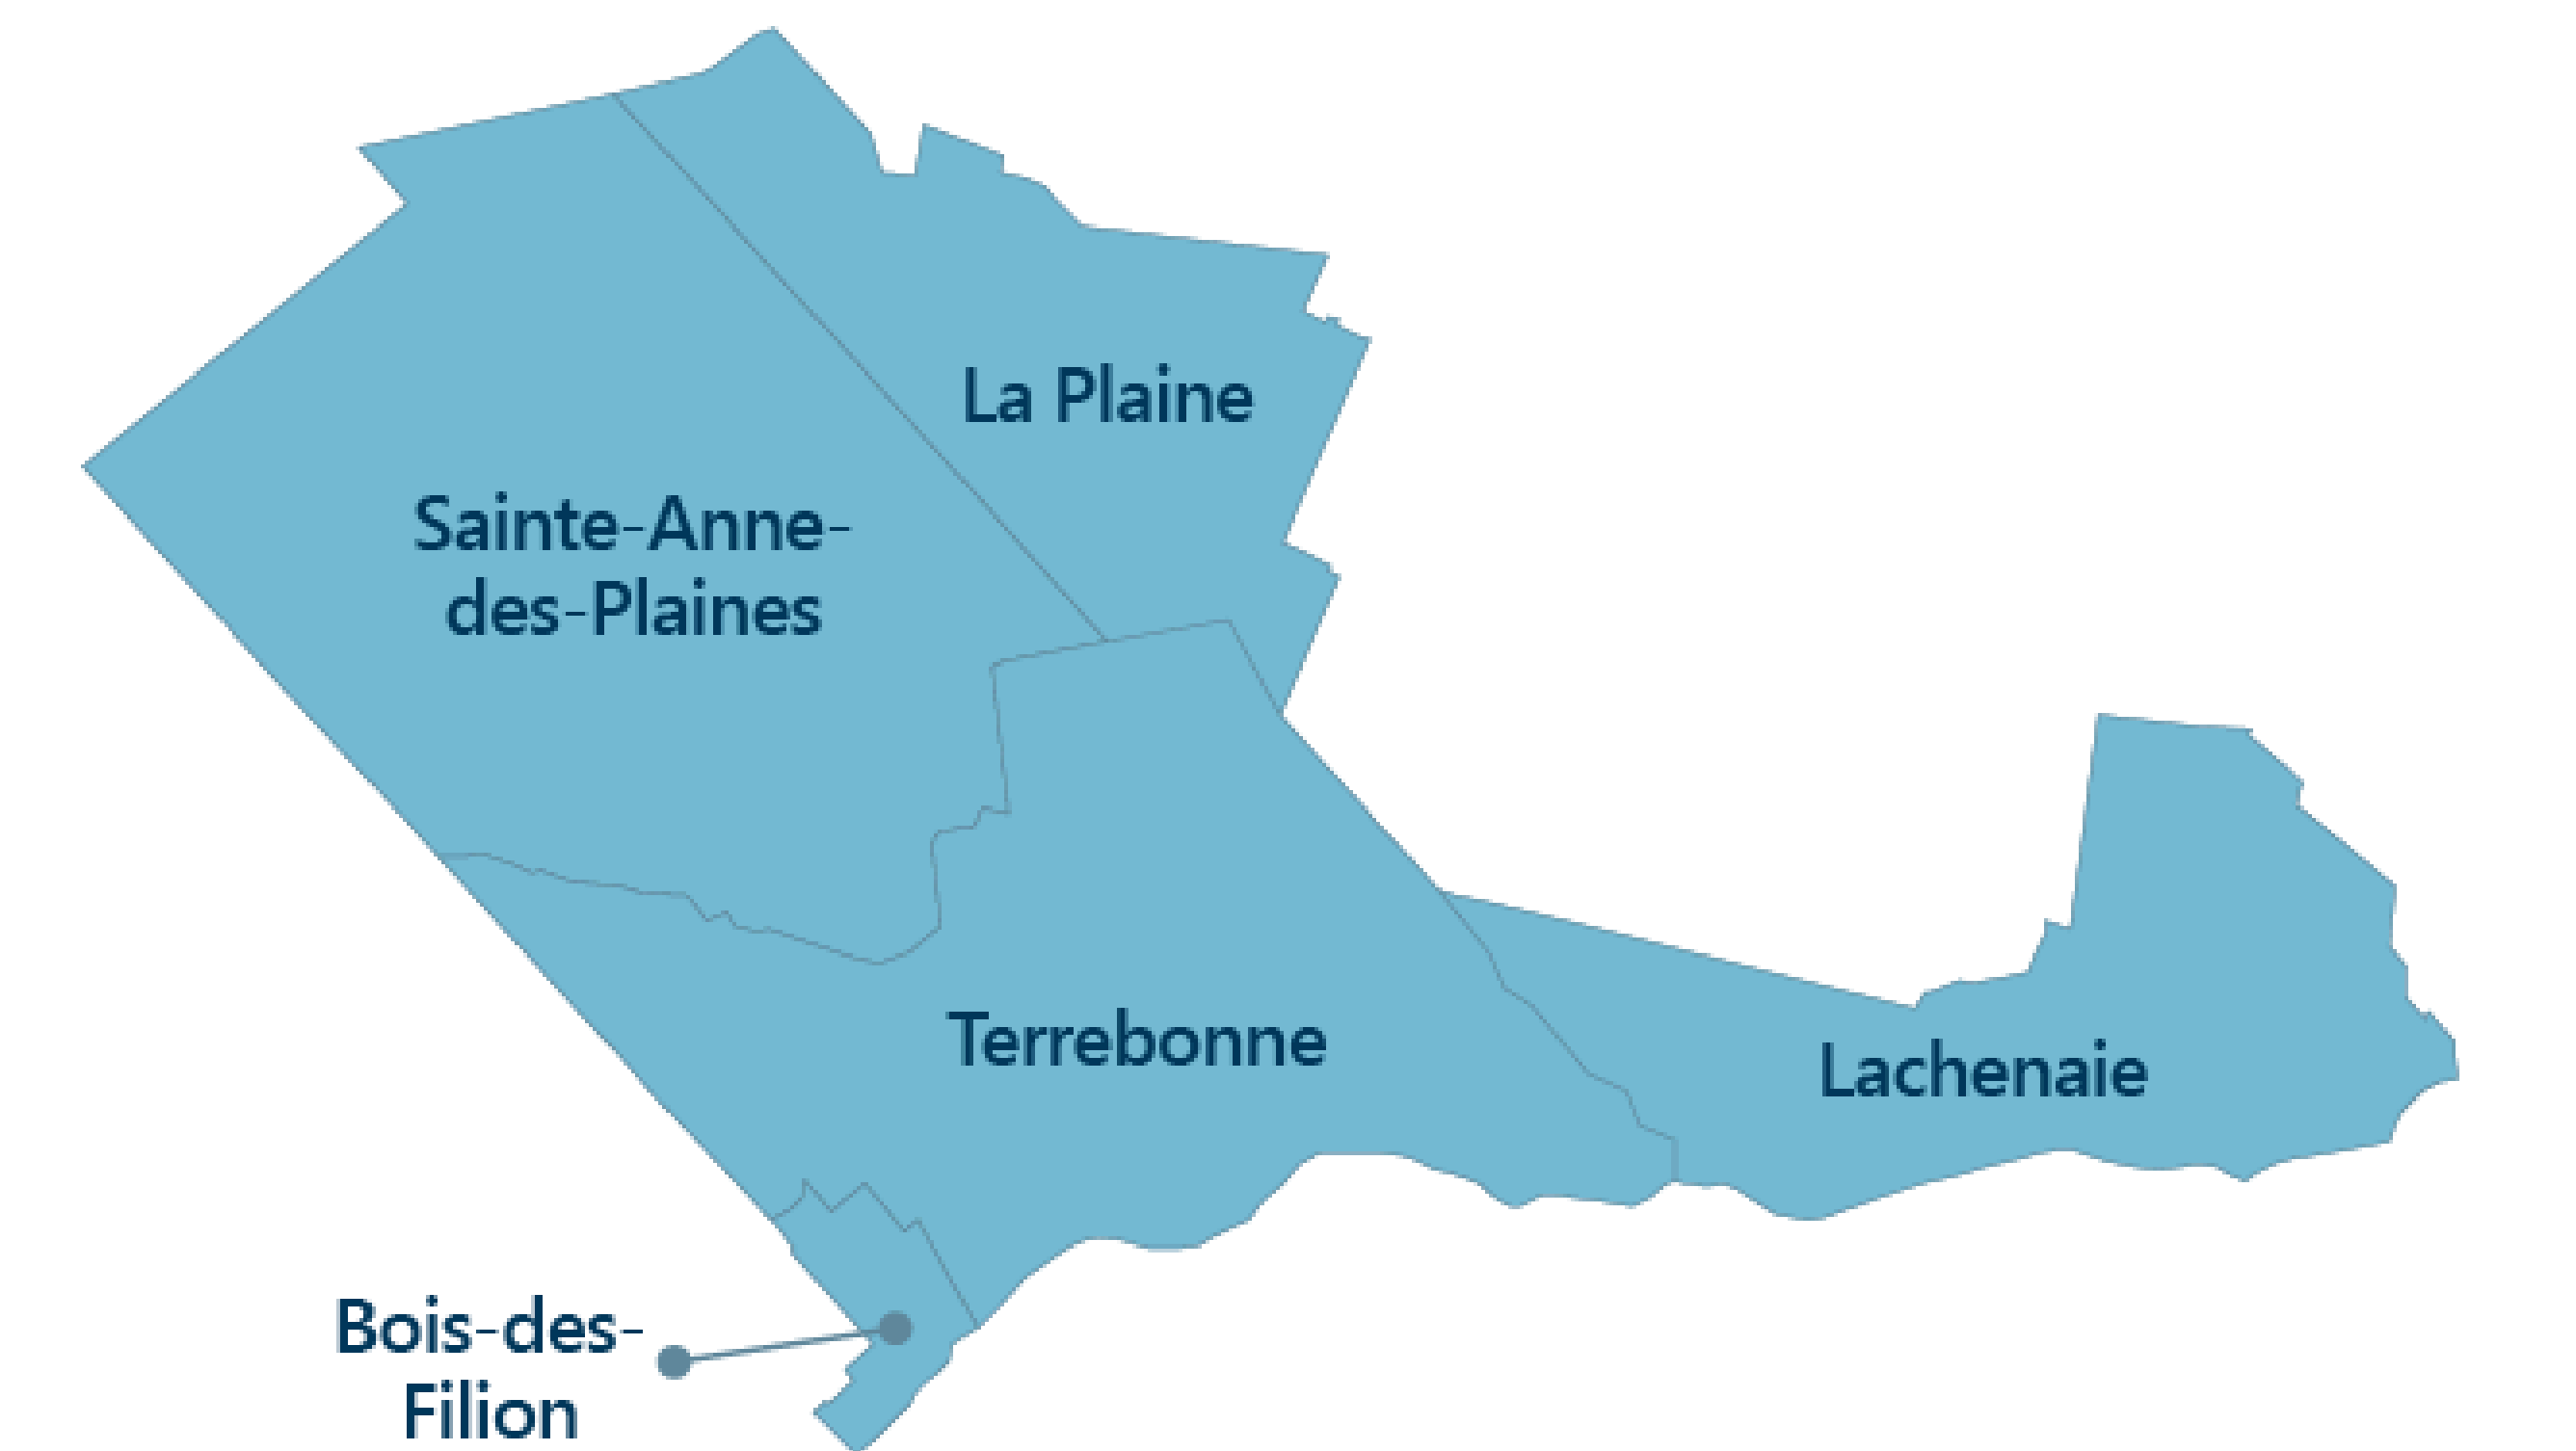 La Plaine
Sainte-Anne-
des-Plaines
Terrebonne
Lachenaie
Bois-des-
Filion